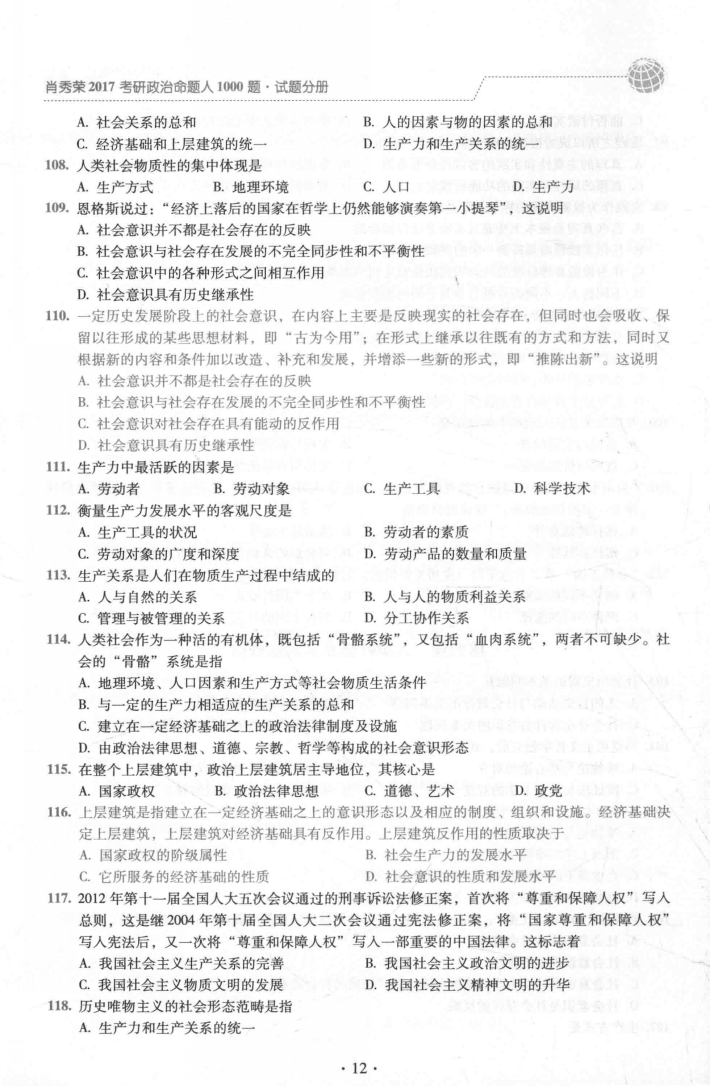 肖秀荣2017考研政治命题人1000题·试题分册
A. 社会关系的总和 B. 人的因素与物的因素的总和
C. 经济基础和上层建筑的统一 D. 生产力和生产关系的统一
108. 人类社会物质性的集中体现是
A. 生产方式 B. 地理环境 C. 人口 D. 生产力
109. 恩格斯说过：“经济上落后的国家在哲学上仍然能够演奏第一小提琴”，这说明
A. 社会意识并不都是社会存在的反映
B. 社会意识与社会存在发展的不完全同步性和不平衡性
C. 社会意识中的各种形式之间相互作用
D. 社会意识具有历史继承性
110. 一定历史发展阶段上的社会意识，在内容上主要是反映现实的社会存在，但同时也会吸收、保
留以往形成的某些思想材料，即“古为今用”；在形式上继承以往既有的方式和方法，同时又
根据新的内容和条件加以改造、补充和发展，并增添一些新的形式，即“推陈出新”。这说明
A. 社会意识并不都是社会存在的反映
B. 社会意识与社会存在发展的不完全同步性和不平衡性
C. 社会意识对社会存在具有能动的反作用
D. 社会意识具有历史继承性
111. 生产力中最活跃的因素是
A. 劳动者 B. 劳动对象 C. 生产工具 D. 科学技术
112. 衡量生产力发展水平的客观尺度是
A. 生产工具的状况 B. 劳动者的素质
C. 劳动对象的广度和深度 D. 劳动产品的数量和质量
113. 生产关系是人们在物质生产过程中结成的
A. 人与自然的关系 B. 人与人的物质利益关系
C. 管理与被管理的关系 D. 分工协作关系
114. 人类社会作为一种活的有机体，既包括“骨骼系统”，又包括“血肉系统”，两者不可缺少。社
会的“骨骼”系统是指
A. 地理环境、人口因素和生产方式等社会物质生活条件
B. 与一定的生产力相适应的生产关系的总和
C. 建立在一定经济基础之上的政治法律制度及设施
D. 由政治法律思想、道德、宗教、哲学等构成的社会意识形态
115. 在整个上层建筑中，政治上层建筑居主导地位，其核心是
A. 国家政权 B. 政治法律思想 C. 道德、艺术 D. 政党
116. 上层建筑是指建立在一定经济基础之上的意识形态以及相应的制度、组织和设施。经济基础决
定上层建筑，上层建筑对经济基础具有反作用。上层建筑反作用的性质取决于
A. 国家政权的阶级属性 B. 社会生产力的发展水平
C. 它所服务的经济基础的性质 D. 社会意识的性质和发展水平
117. 2012年第十一届全国人大五次会议通过的刑事诉讼法修正案，首次将“尊重和保障人权”写入
总则，这是继2004年第十届全国人大二次会议通过宪法修正案，将“国家尊重和保障人权”
写入宪法后，又一次将“尊重和保障人权”写入一部重要的中国法律。这标志着
A. 我国社会主义生产关系的完善 B. 我国社会主义政治文明的进步
C. 我国社会主义物质文明的发展 D. 我国社会主义精神文明的升华
118. 历史唯物主义的社会形态范畴是指
A. 生产力和生产关系的统一
·12·